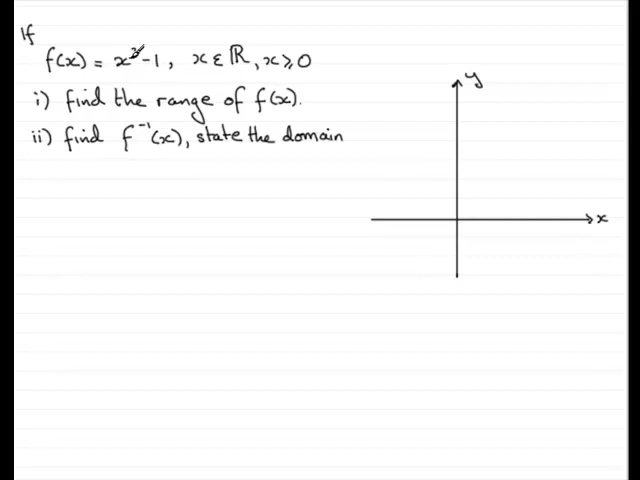 If
f(x) = x² - 1 , x ∈ ℝ, x ≥ 0
i) find the range of f(x).
ii) find f⁻¹(x), state the domain
y
x